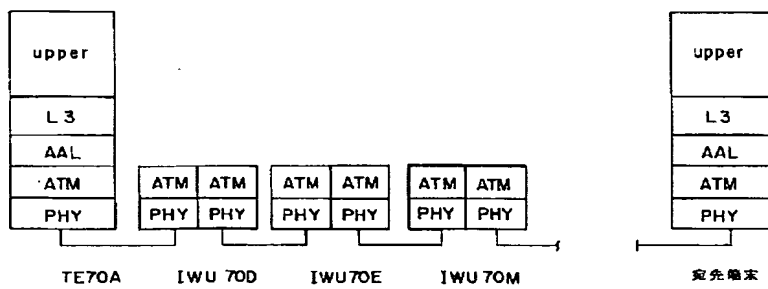 upper upper
L3 L3
AAL AAL
ATM ATM ATM ATM ATM ATM ATM ATM
PHY PHY PHY PHY PHY PHY PHY PHY
TE70A IWU 70D IWU70E IWU 70M 宛先端末